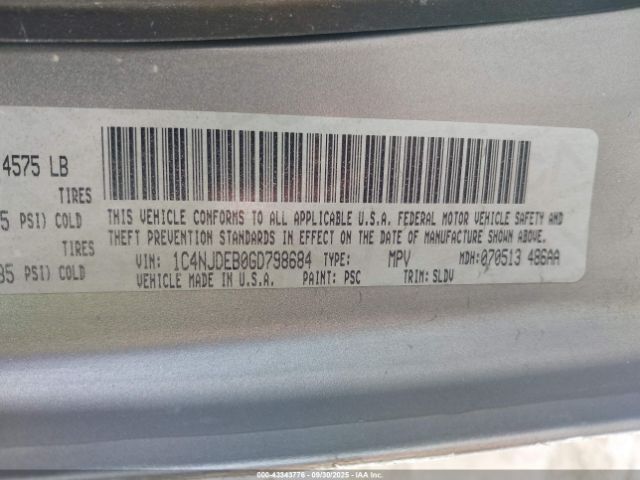 4575 LB
TIRES
5 PSI) COLD
TIRES
35 PSI) COLD
THIS VEHICLE CONFORMS TO ALL APPLICABLE U.S.A. FEDERAL MOTOR VEHICLE SAFETY AND
THEFT PREVENTION STANDARDS IN EFFECT ON THE DATE OF MANUFACTURE SHOWN ABOVE.
VIN: 1C4NJDEB0GD798684 TYPE: MPV MDH:070513 486AA
VEHICLE MADE IN U.S.A. PAINT: PSC TRIM: SLDV
000-43343776 - 09/30/2025 - IAAI.COM